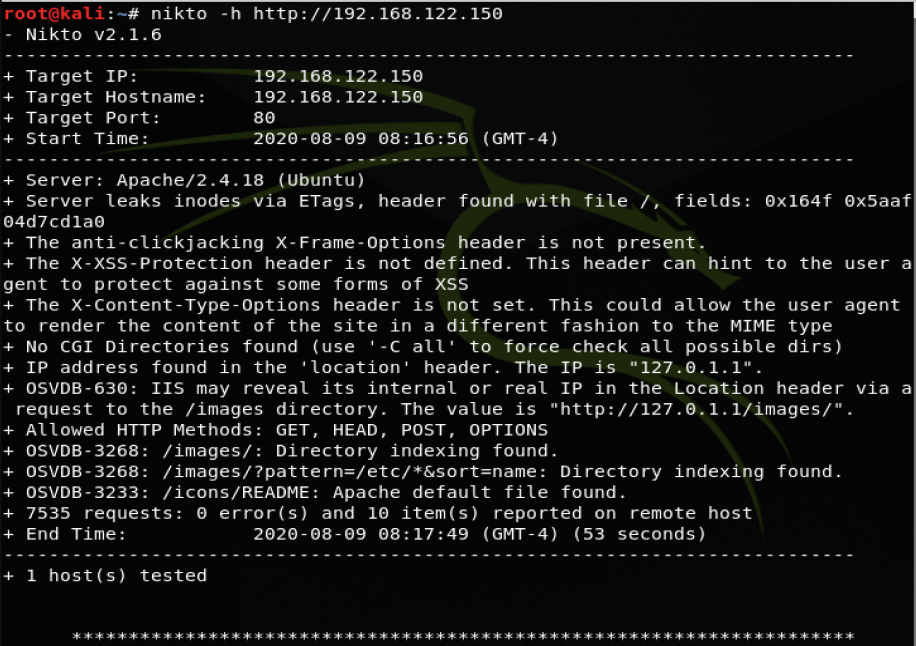 root@kali:~# nikto -h http://192.168.122.150
- Nikto v2.1.6
---------------------------------------------------------------------------
+ Target IP:          192.168.122.150
+ Target Hostname:    192.168.122.150
+ Target Port:        80
+ Start Time:         2020-08-09 08:16:56 (GMT-4)
---------------------------------------------------------------------------
+ Server: Apache/2.4.18 (Ubuntu)
+ Server leaks inodes via ETags, header found with file /, fields: 0x164f 0x5aaf
04d7cd1a0
+ The anti-clickjacking X-Frame-Options header is not present.
+ The X-XSS-Protection header is not defined. This header can hint to the user a
gent to protect against some forms of XSS
+ The X-Content-Type-Options header is not set. This could allow the user agent
to render the content of the site in a different fashion to the MIME type
+ No CGI Directories found (use '-C all' to force check all possible dirs)
+ IP address found in the 'location' header. The IP is "127.0.1.1".
+ OSVDB-630: IIS may reveal its internal or real IP in the Location header via a
 request to the /images directory. The value is "http://127.0.1.1/images/".
+ Allowed HTTP Methods: GET, HEAD, POST, OPTIONS
+ OSVDB-3268: /images/: Directory indexing found.
+ OSVDB-3268: /images/?pattern=/etc/*&sort=name: Directory indexing found.
+ OSVDB-3233: /icons/README: Apache default file found.
+ 7535 requests: 0 error(s) and 10 item(s) reported on remote host
+ End Time:           2020-08-09 08:17:49 (GMT-4) (53 seconds)
---------------------------------------------------------------------------
+ 1 host(s) tested
*********************************************************************